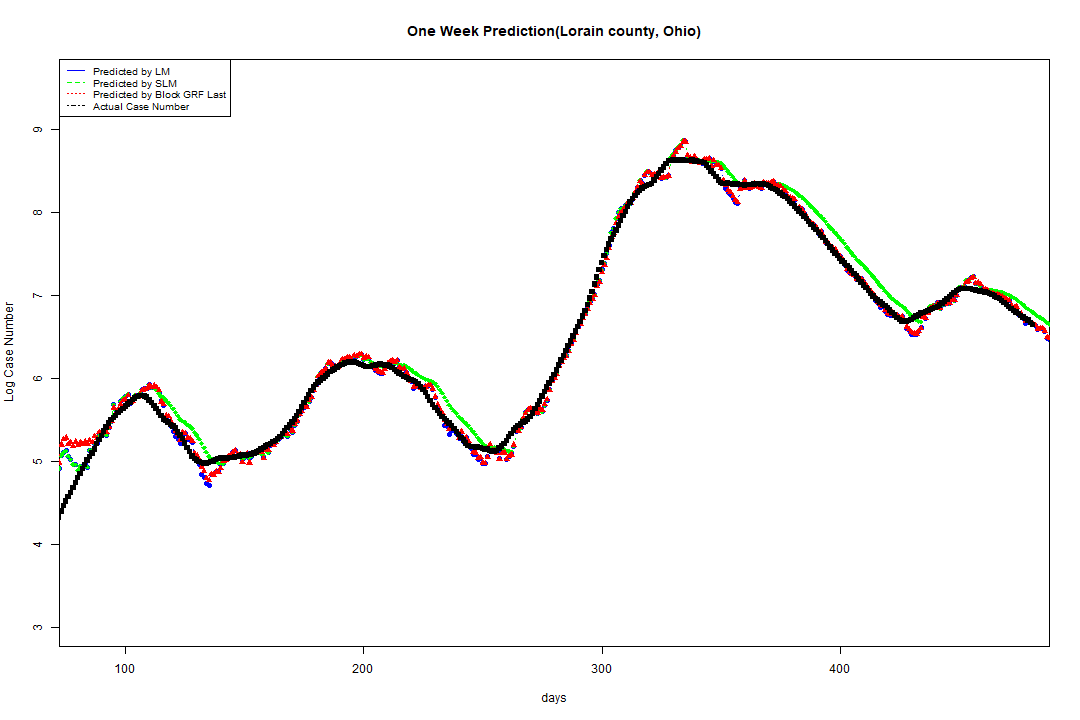 One Week Prediction(Lorain county, Ohio)
Predicted by LM
Predicted by SLM
Predicted by Block GRF Last
Actual Case Number
Log Case Number
9
8
7
6
5
4
3
100 200 300 400
days